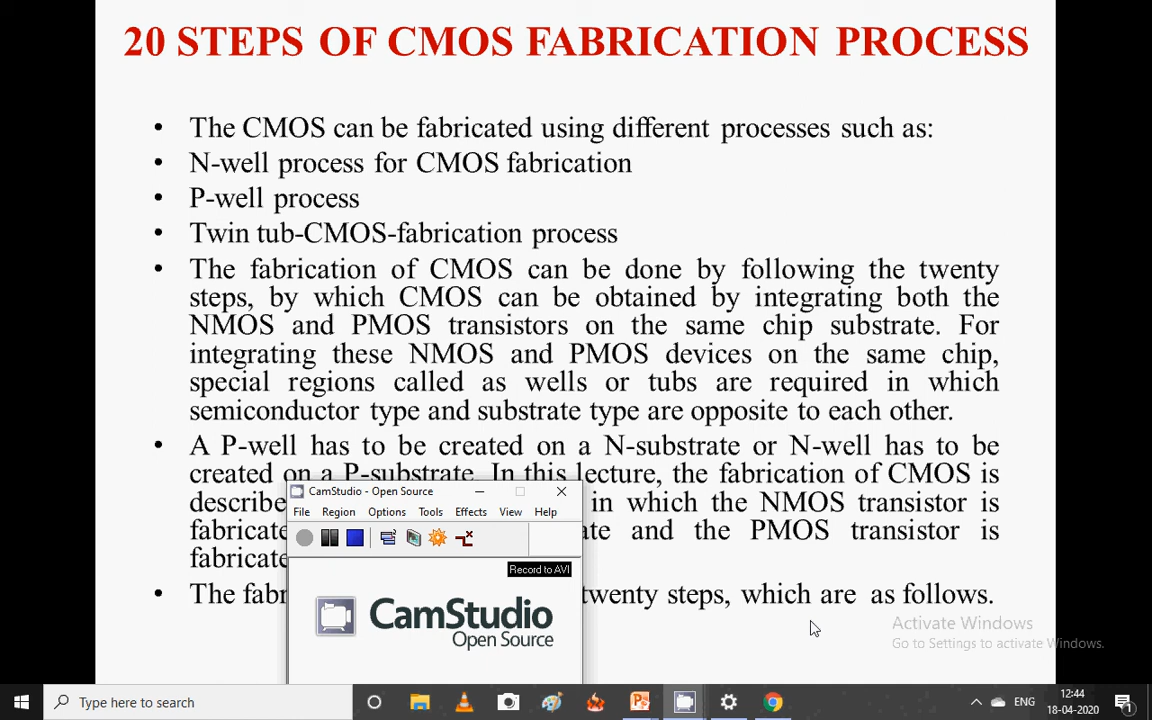 20 STEPS OF CMOS FABRICATION PROCESS
• The CMOS can be fabricated using different processes such as:
• N-well process for CMOS fabrication
• P-well process
• Twin tub-CMOS-fabrication process
• The fabrication of CMOS can be done by following the twenty
steps, by which CMOS can be obtained by integrating both the
NMOS and PMOS transistors on the same chip substrate. For
integrating these NMOS and PMOS devices on the same chip,
special regions called as wells or tubs are required in which
semiconductor type and substrate type are opposite to each other.
• A P-well has to be created on a N-substrate or N-well has to be
created on a P-substrate. In this lecture, the fabrication of CMOS is
describe in which the NMOS transistor is
fabricate ate and the PMOS transistor is
fabricate
• The fabr twenty steps, which are as follows.
CamStudio - Open Source
File Region Options Tools Effects View Help
Record to AVI
CamStudio
Open Source
Activate Windows
Go to Settings to activate Windows.
Type here to search
ENG
12:44
18-04-2020
1